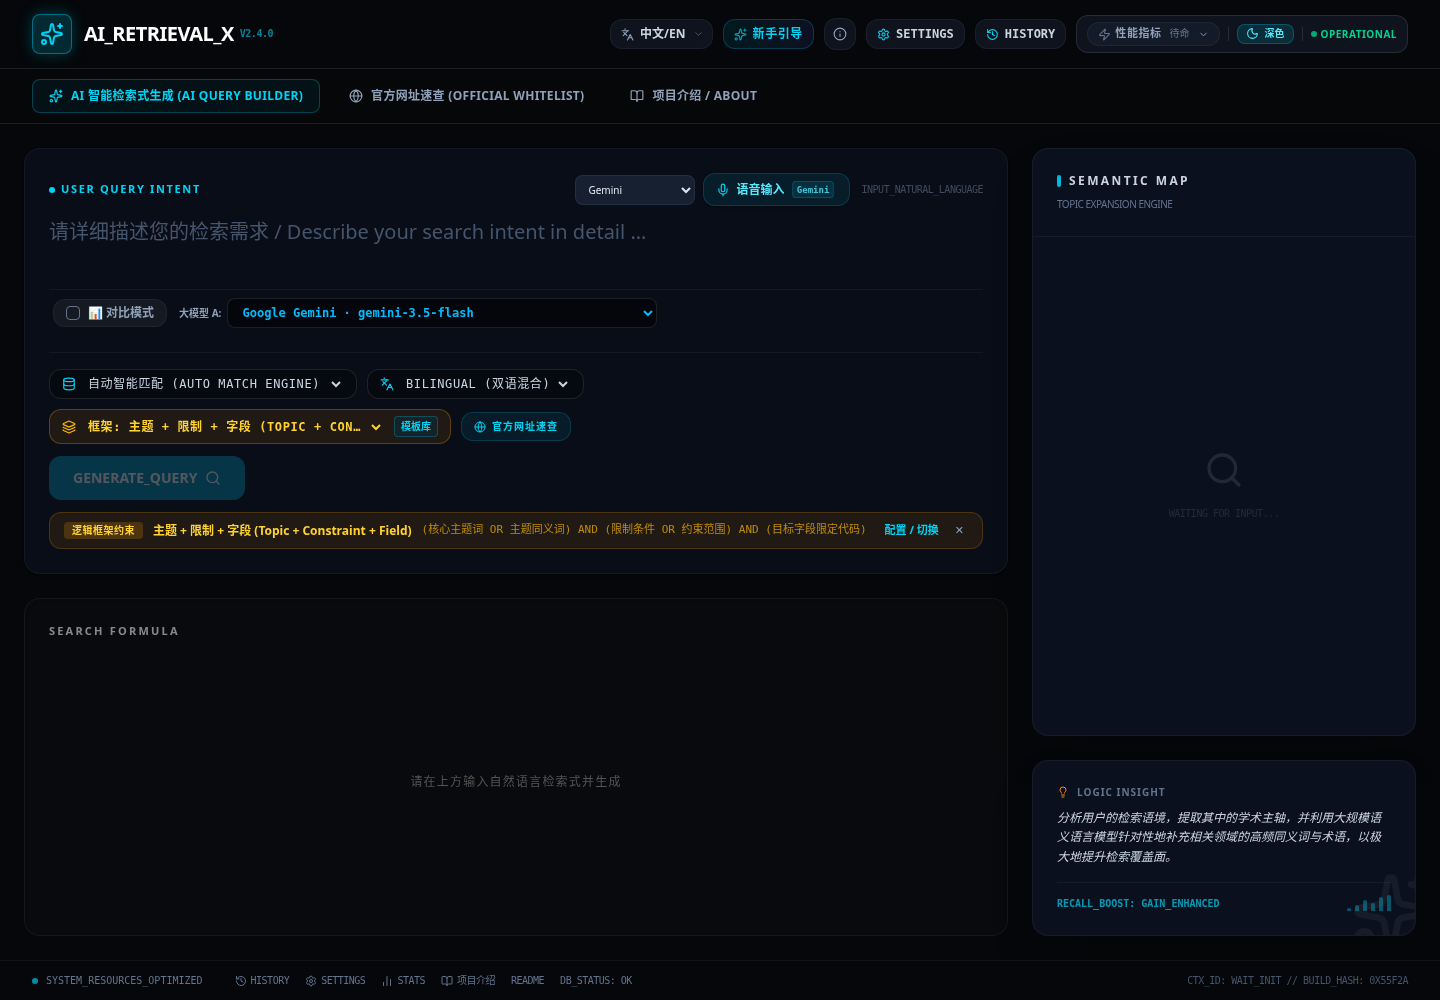 AI_RETRIEVAL_X V2.4.0
中文/EN
新手引导
SETTINGS
HISTORY
性能指标 待命
深色
OPERATIONAL
AI 智能检索式生成 (AI QUERY BUILDER)
官方网址速查 (OFFICIAL WHITELIST)
项目介绍 / ABOUT
USER QUERY INTENT
Gemini
语音输入 Gemini
INPUT_NATURAL_LANGUAGE
请详细描述您的检索需求 / Describe your search intent in detail ...
📊 对比模式
大模型 A:
Google Gemini · gemini-3.5-flash
自动智能匹配 (AUTO MATCH ENGINE)
BILINGUAL (双语混合)
框架: 主题 + 限制 + 字段 (TOPIC + CON…
模板库
官方网址速查
GENERATE_QUERY
逻辑框架约束 主题 + 限制 + 字段 (Topic + Constraint + Field) (核心主题词 OR 主题同义词) AND (限制条件 OR 约束范围) AND (目标字段限定代码) 配置 / 切换 ×
SEARCH FORMULA
请在上方输入自然语言检索式并生成
SEMANTIC MAP
TOPIC EXPANSION ENGINE
WAITING FOR INPUT...
LOGIC INSIGHT
分析用户的检索语境，提取其中的学术主轴，并利用大规模语
义语言模型针对性地补充相关领域的高频同义词与术语，以极
大地提升检索覆盖面。
RECALL_BOOST: GAIN_ENHANCED
SYSTEM_RESOURCES_OPTIMIZED
HISTORY
SETTINGS
STATS
项目介绍
README
DB_STATUS: OK
CTX_ID: WAIT_INIT // BUILD_HASH: 0X55F2A